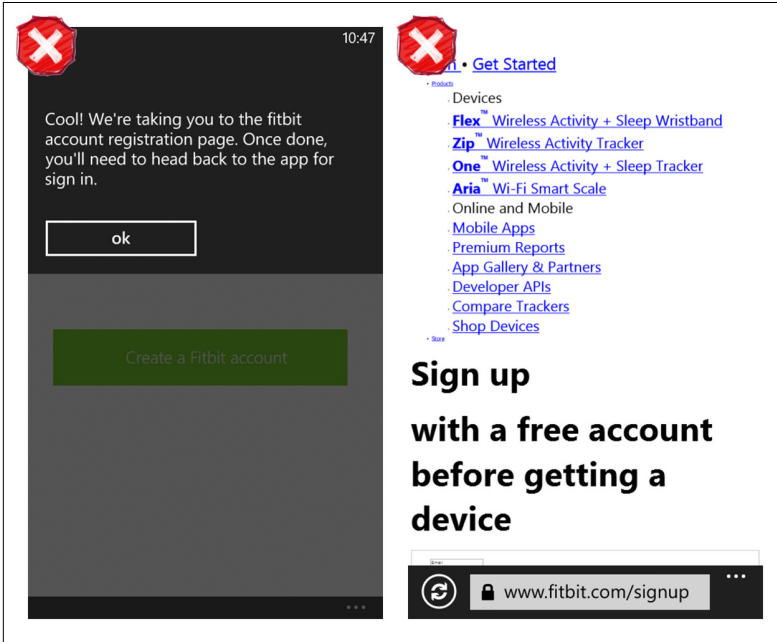 10:47
Cool! We're taking you to the fitbit
account registration page. Once done,
you'll need to head back to the app for
sign in.
ok
Create a Fitbit account
• Get Started
Products
Devices
Flex™ Wireless Activity + Sleep Wristband
Zip™ Wireless Activity Tracker
One™ Wireless Activity + Sleep Tracker
Aria™ Wi-Fi Smart Scale
Online and Mobile
Mobile Apps
Premium Reports
App Gallery & Partners
Developer APIs
Compare Trackers
Shop Devices
Store
Sign up
with a free account
before getting a
device
Email
www.fitbit.com/signup